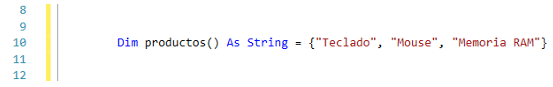 8
9
10 Dim productos() As String = {"Teclado", "Mouse", "Memoria RAM"}
11
12